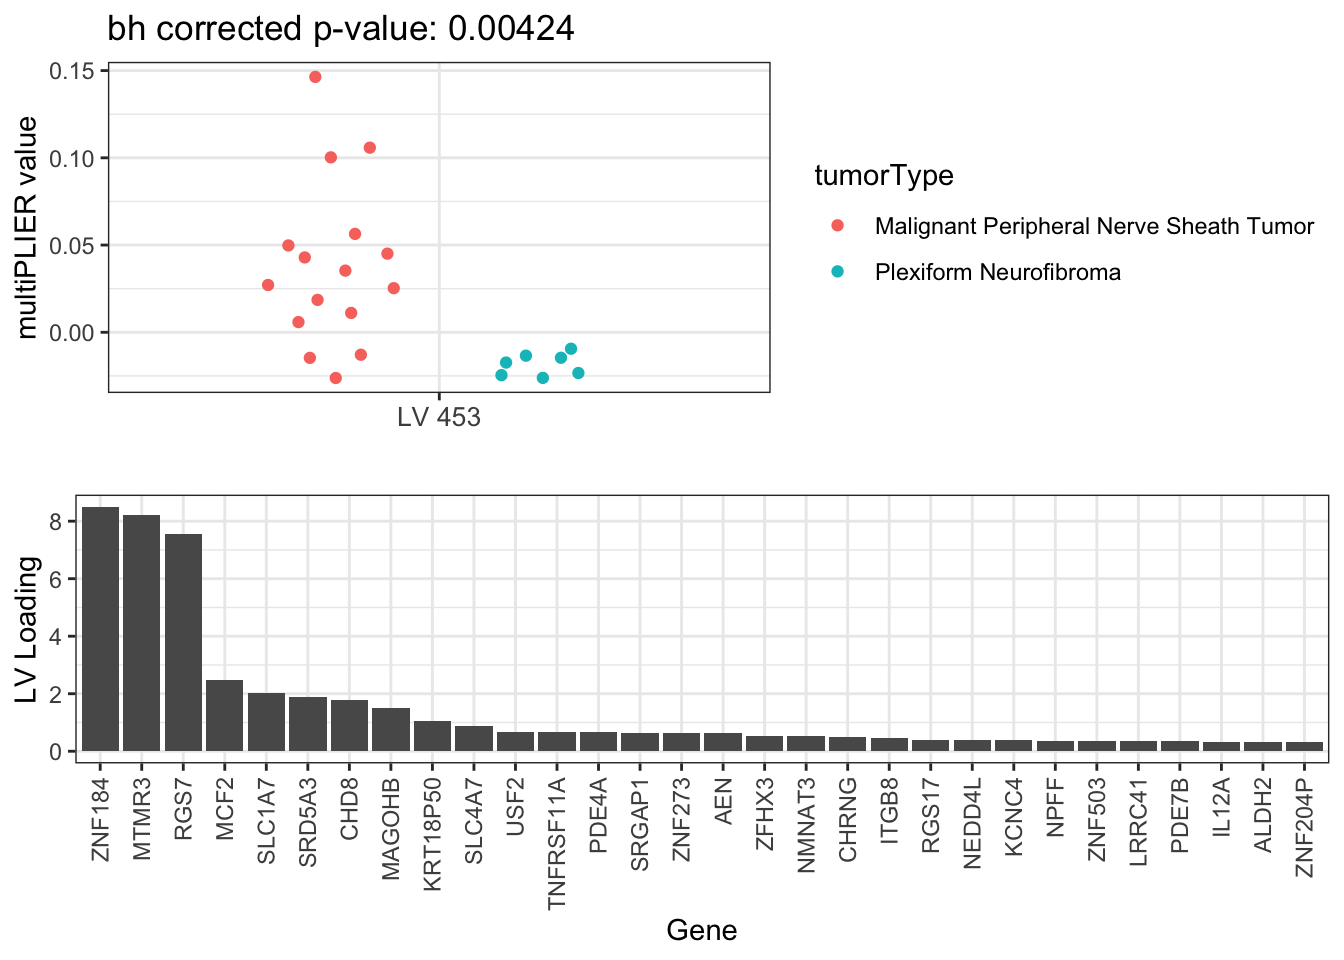 bh corrected p-value: 0.00424
multiPLIER value
0.15
0.10
0.05
0.00
LV 453
tumorType
Malignant Peripheral Nerve Sheath Tumor
Plexiform Neurofibroma
LV Loading
8
6
4
2
0
ZNF184
MTMR3
RGS7
MCF2
SLC1A7
SRD5A3
CHD8
MAGOHB
KRT18P50
SLC4A7
USF2
TNFRSF11A
PDE4A
SRGAP1
ZNF273
AEN
ZFHX3
NMNAT3
CHRNG
ITGB8
RGS17
NEDD4L
KCNC4
NPFF
ZNF503
LRRC41
PDE7B
IL12A
ALDH2
ZNF204P
Gene